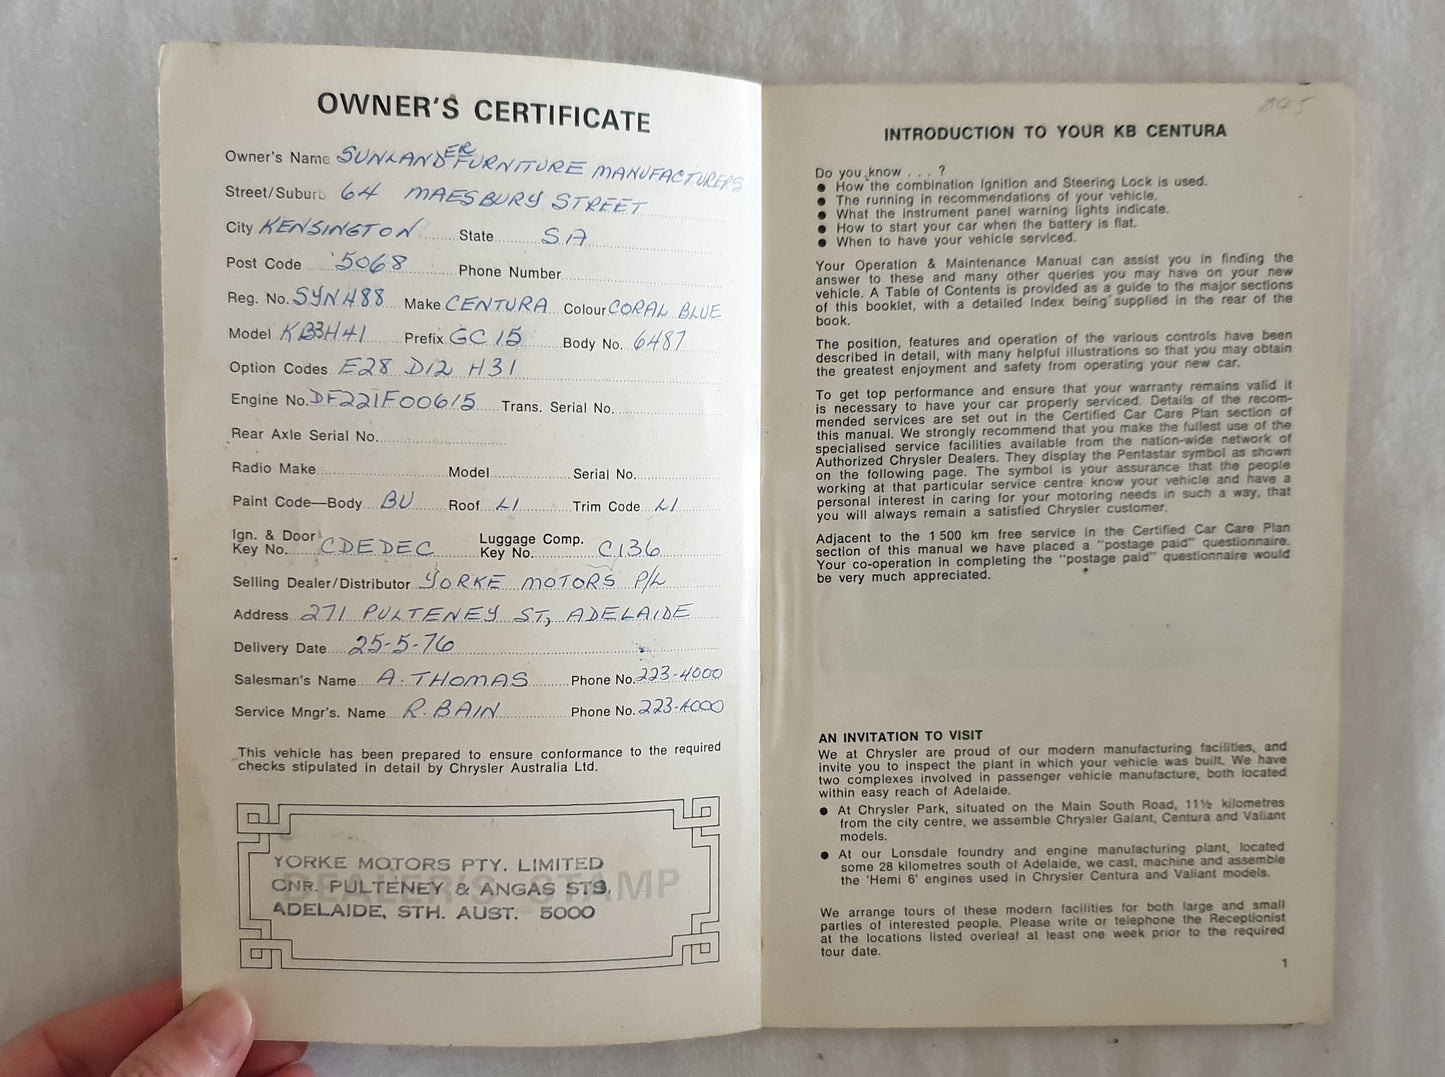 OWNER'S CERTIFICATE
Owner's Name SUNLANDER FURNITURE MANUFACTURERS
Street/Suburb 64 MAESBURY STREET
City KENSINGTON State SA
Post Code 5068 Phone Number
Reg. No. SYN H88 Make CENTURA Colour CORAL BLUE
Model KB3H41 Prefix GC15 Body No. 6487
Option Codes E28 D12 H31
Engine No. DF221F00615 Trans. Serial No.
Rear Axle Serial No.
Radio Make Model Serial No.
Paint Code—Body BU Roof L1 Trim Code L1
Ign. & Door Key No. CDEDEC Luggage Comp. Key No. C136
Selling Dealer/Distributor YORKE MOTORS P/L
Address 271 PULTENEY ST, ADELAIDE
Delivery Date 25-5-76
Salesman's Name A. THOMAS Phone No. 223-4000
Service Mngr's. Name R. BAIN Phone No. 223-4000
This vehicle has been prepared to ensure conformance to the required
checks stipulated in detail by Chrysler Australia Ltd.
DEALER'S STAMP
YORKE MOTORS PTY. LIMITED
CNR. PULTENEY & ANGAS STS,
ADELAIDE, STH. AUST. 5000
INTRODUCTION TO YOUR KB CENTURA
Do you know . . . ?
● How the combination Ignition and Steering Lock is used.
● The running in recommendations of your vehicle.
● What the instrument panel warning lights indicate.
● How to start your car when the battery is flat.
● When to have your vehicle serviced.
Your Operation & Maintenance Manual can assist you in finding the
answer to these and many other queries you may have on your new
vehicle. A Table of Contents is provided as a guide to the major sections
of this booklet, with a detailed Index being supplied in the rear of the
book.
The position, features and operation of the various controls have been
described in detail, with many helpful illustrations so that you may obtain
the greatest enjoyment and safety from operating your new car.
To get top performance and ensure that your warranty remains valid it
is necessary to have your car properly serviced. Details of the recom-
mended services are set out in the Certified Car Care Plan section of
this manual. We strongly recommend that you make the fullest use of the
specialised service facilities available from the nation-wide network of
Authorized Chrysler Dealers. They display the Pentastar symbol as shown
on the following page. The symbol is your assurance that the people
working at that particular service centre know your vehicle and have a
personal interest in caring for your motoring needs in such a way, that
you will always remain a satisfied Chrysler customer.
Adjacent to the 1 500 km free service in the Certified Car Care Plan
section of this manual we have placed a "postage paid" questionnaire.
Your co-operation in completing the "postage paid" questionnaire would
be very much appreciated.
AN INVITATION TO VISIT
We at Chrysler are proud of our modern manufacturing facilities, and
invite you to inspect the plant in which your vehicle was built. We have
two complexes involved in passenger vehicle manufacture, both located
within easy reach of Adelaide.
● At Chrysler Park, situated on the Main South Road, 11½ kilometres
from the city centre, we assemble Chrysler Galant, Centura and Valiant
models.
● At our Lonsdale foundry and engine manufacturing plant, located
some 28 kilometres south of Adelaide, we cast, machine and assemble
the 'Hemi 6' engines used in Chrysler Centura and Valiant models.
We arrange tours of these modern facilities for both large and small
parties of interested people. Please write or telephone the Receptionist
at the locations listed overleaf at least one week prior to the required
tour date.
1